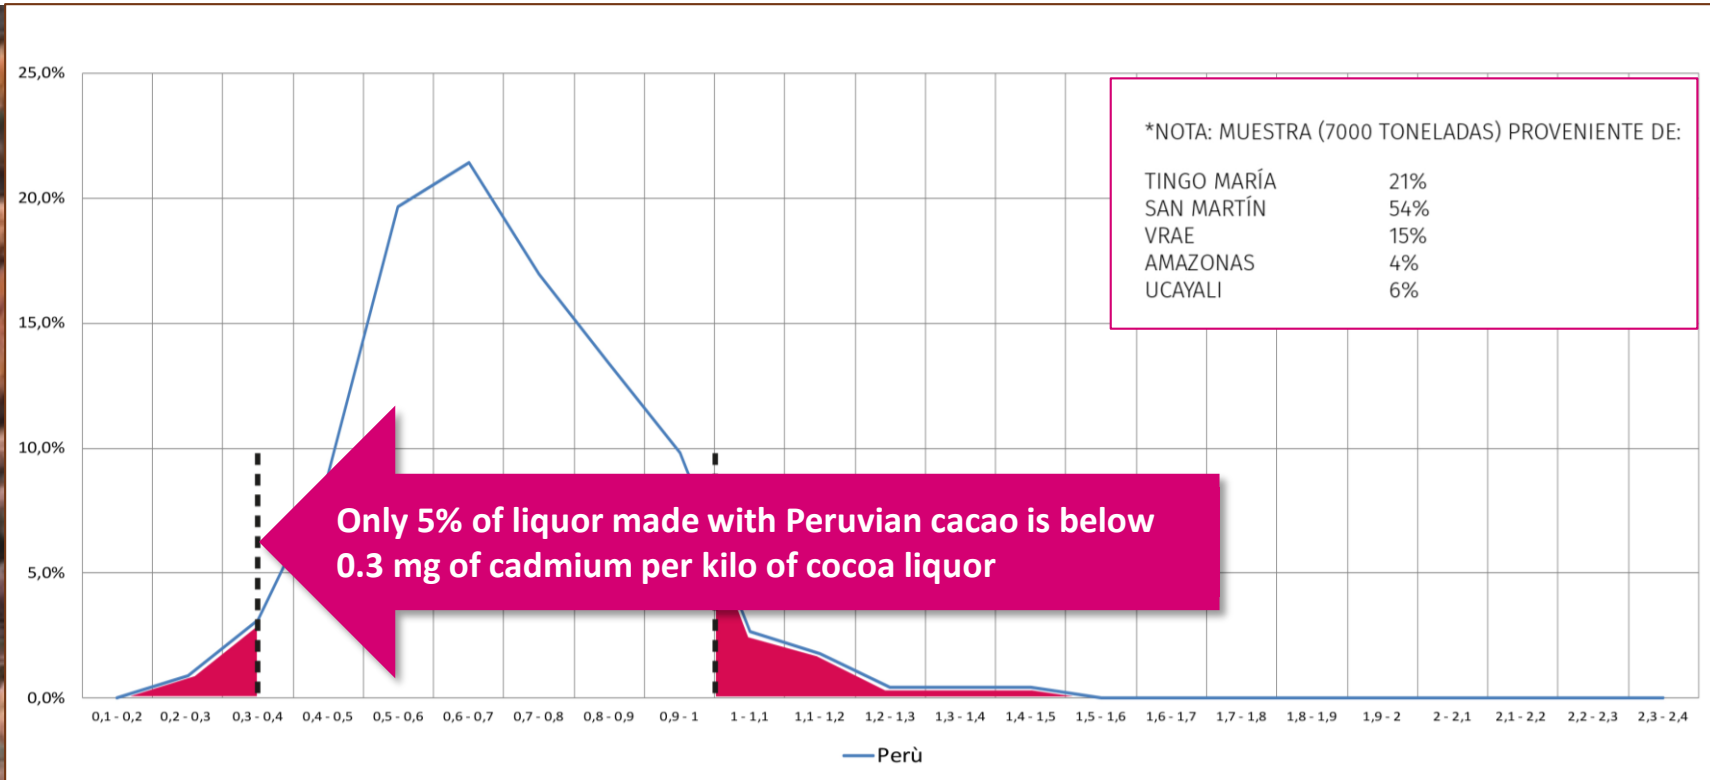 25,0%
20,0%
15,0%
10,0%
5,0%
0,0%
*NOTA: MUESTRA (7000 TONELADAS) PROVENIENTE DE:
TINGO MARÍA 21%
SAN MARTÍN 54%
VRAE 15%
AMAZONAS 4%
UCAYALI 6%
Only 5% of liquor made with Peruvian cacao is below
0.3 mg of cadmium per kilo of cocoa liquor
0,1 - 0,2 0,2 - 0,3 0,3 - 0,4 0,4 - 0,5 0,5 - 0,6 0,6 - 0,7 0,7 - 0,8 0,8 - 0,9 0,9 - 1 1 - 1,1 1,1 - 1,2 1,2 - 1,3 1,3 - 1,4 1,4 - 1,5 1,5 - 1,6 1,6 - 1,7 1,7 - 1,8 1,8 - 1,9 1,9 - 2 2 - 2,1 2,1 - 2,2 2,2 - 2,3 2,3 - 2,4
Perù